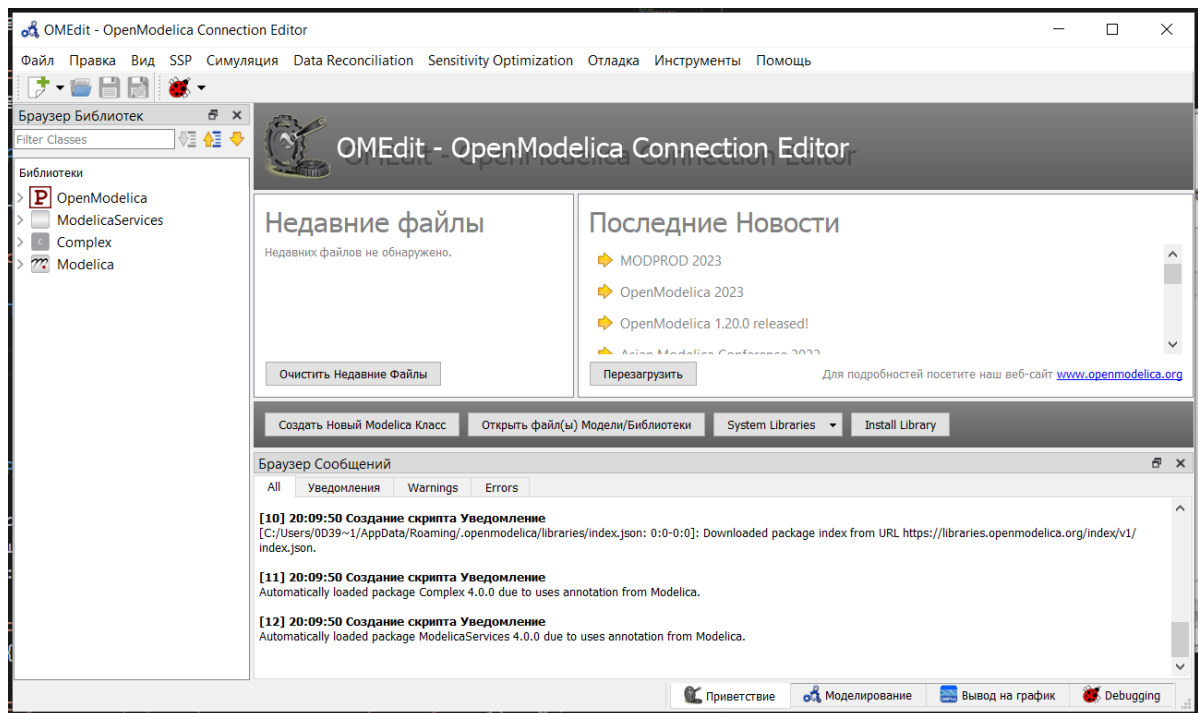 OMEdit - OpenModelica Connection Editor
Файл Правка Вид SSP Симуляция Data Reconciliation Sensitivity Optimization Отладка Инструменты Помощь
Браузер Библиотек
Filter Classes
Библиотеки
P OpenModelica
ModelicaServices
C Complex
Modelica
OMEdit - OpenModelica Connection Editor
Недавние файлы
Недавних файлов не обнаружено.
Очистить Недавние Файлы
Последние Новости
MODPROD 2023
OpenModelica 2023
OpenModelica 1.20.0 released!
Asian Modelica Conference 2022
Перезагрузить
Для подробностей посетите наш веб-сайт www.openmodelica.org
Создать Новый Modelica Класс Открыть файл(ы) Модели/Библиотеки System Libraries Install Library
Браузер Сообщений
All Уведомления Warnings Errors
[10] 20:09:50 Создание скрипта Уведомление
[C:/Users/0D39~1/AppData/Roaming/.openmodelica/libraries/index.json: 0:0-0:0]: Downloaded package index from URL https://libraries.openmodelica.org/index/v1/
index.json.
[11] 20:09:50 Создание скрипта Уведомление
Automatically loaded package Complex 4.0.0 due to uses annotation from Modelica.
[12] 20:09:50 Создание скрипта Уведомление
Automatically loaded package ModelicaServices 4.0.0 due to uses annotation from Modelica.
Приветствие Моделирование Вывод на график Debugging